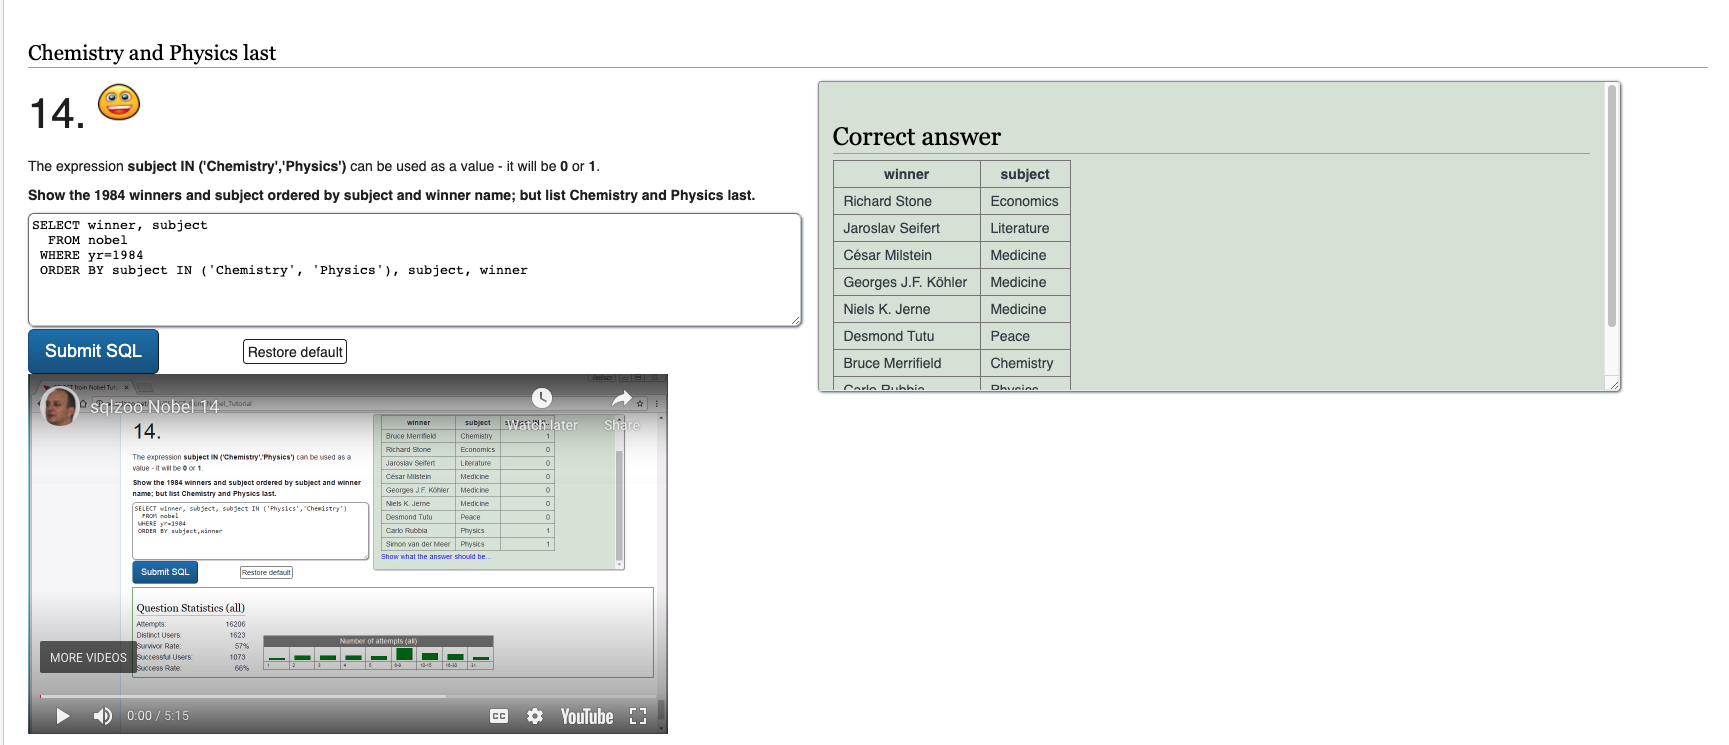 Chemistry and Physics last
14.
The expression subject IN ('Chemistry','Physics') can be used as a value - it will be 0 or 1.
Show the 1984 winners and subject ordered by subject and winner name; but list Chemistry and Physics last.
SELECT winner, subject
FROM nobel
WHERE yr=1984
ORDER BY subject IN ('Chemistry', 'Physics'), subject, winner
Submit SQL
Restore default
Correct answer
winner subject
Richard Stone Economics
Jaroslav Seifert Literature
César Milstein Medicine
Georges J.F. Köhler Medicine
Niels K. Jerne Medicine
Desmond Tutu Peace
Bruce Merrifield Chemistry
Carlo Rubbia Physics
sqlzoo Nobel 14
Watch later
Share
14.
The expression subject IN ('Chemistry','Physics') can be used as a
value - it will be 0 or 1.
Show the 1984 winners and subject ordered by subject and winner
name; but list Chemistry and Physics last.
SELECT winner, subject, subject IN ('Physics','Chemistry')
FROM nobel
WHERE yr=1984
ORDER BY subject,winner
Submit SQL
Restore default
winner subject
Bruce Merrifield Chemistry 1
Richard Stone Economics 0
Jaroslav Seifert Literature 0
César Milstein Medicine 0
Georges J.F. Köhler Medicine 0
Niels K. Jerne Medicine 0
Desmond Tutu Peace 0
Carlo Rubbia Physics 1
Simon van der Meer Physics 1
Show what the answer should be...
Question Statistics (all)
Attempts: 16206
Distinct Users: 1623
Survivor Rate: 57%
Successful Users: 1073
Success Rate: 66%
Number of attempts (all)
1 2 3 4 5
MORE VIDEOS
0:00 / 5:15
CC
YouTube